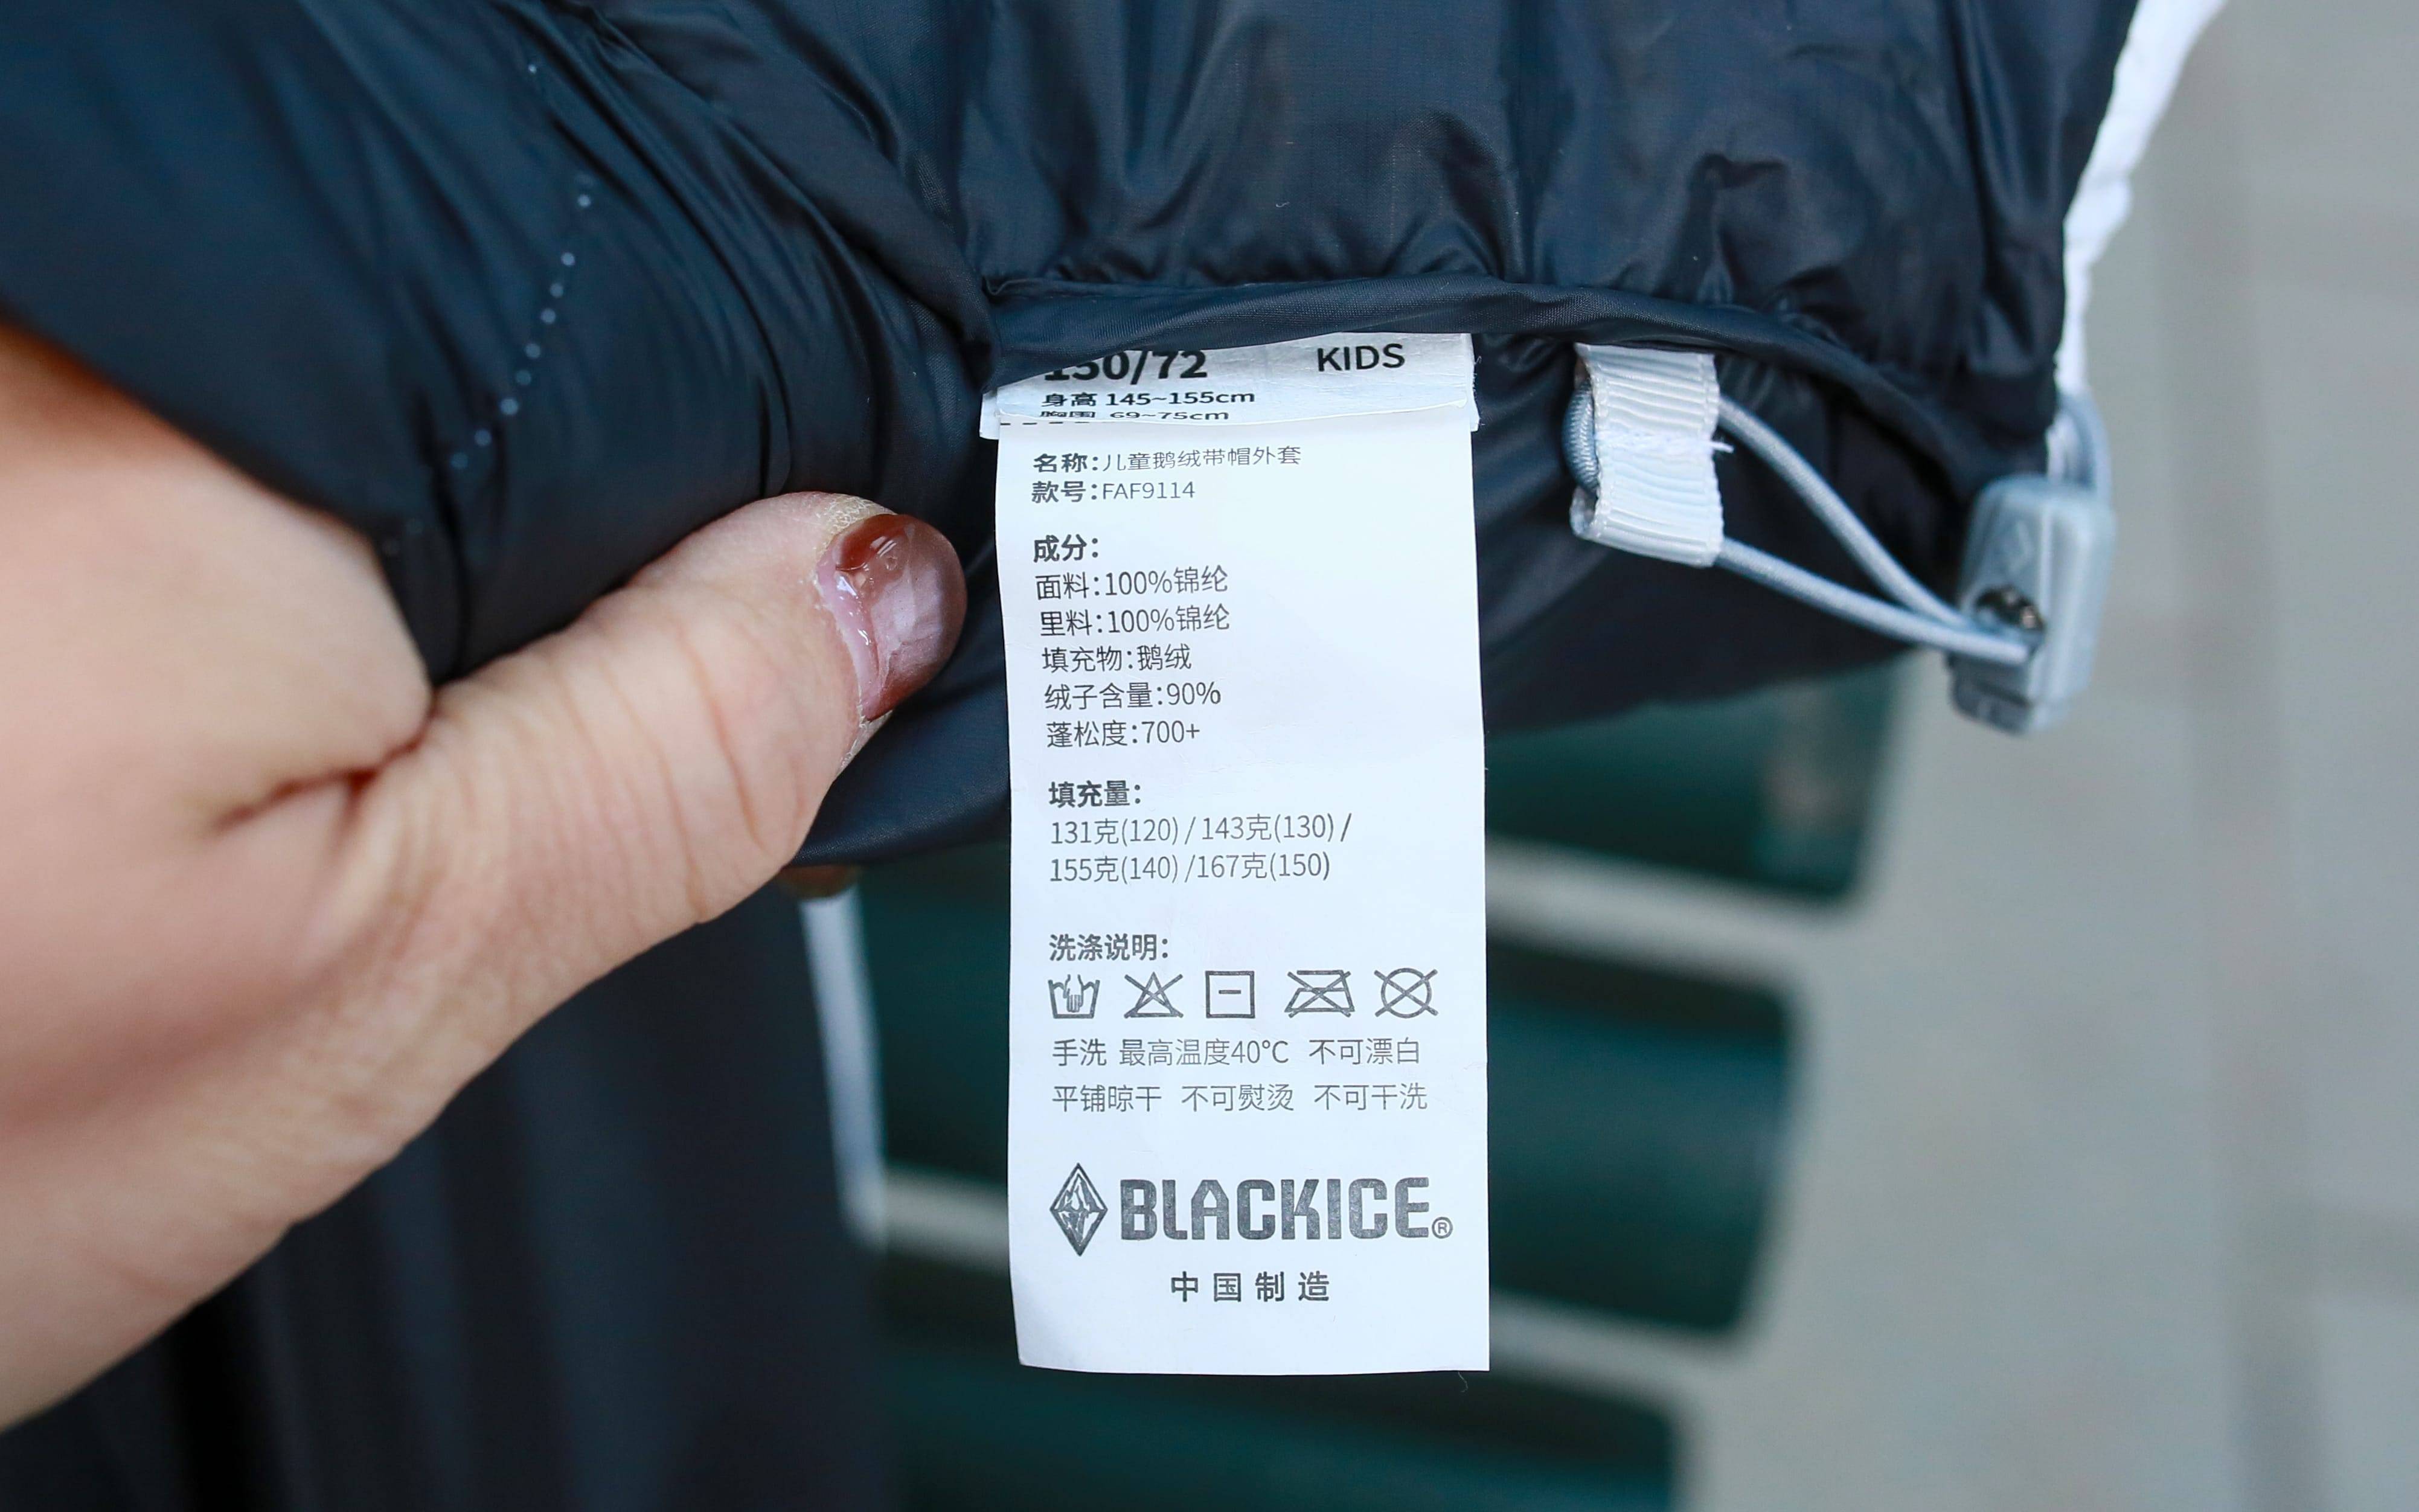 150/72 KIDS
身高 145~155cm
胸围 69~75cm
名称:儿童鹅绒带帽外套
款号:FAF9114
成分:
面料:100%锦纶
里料:100%锦纶
填充物:鹅绒
绒子含量:90%
蓬松度:700+
填充量:
131克(120) / 143克(130) /
155克(140) /167克(150)
洗涤说明:
手洗 最高温度40℃ 不可漂白
平铺晾干 不可熨烫 不可干洗
BLACKICE®
中国制造